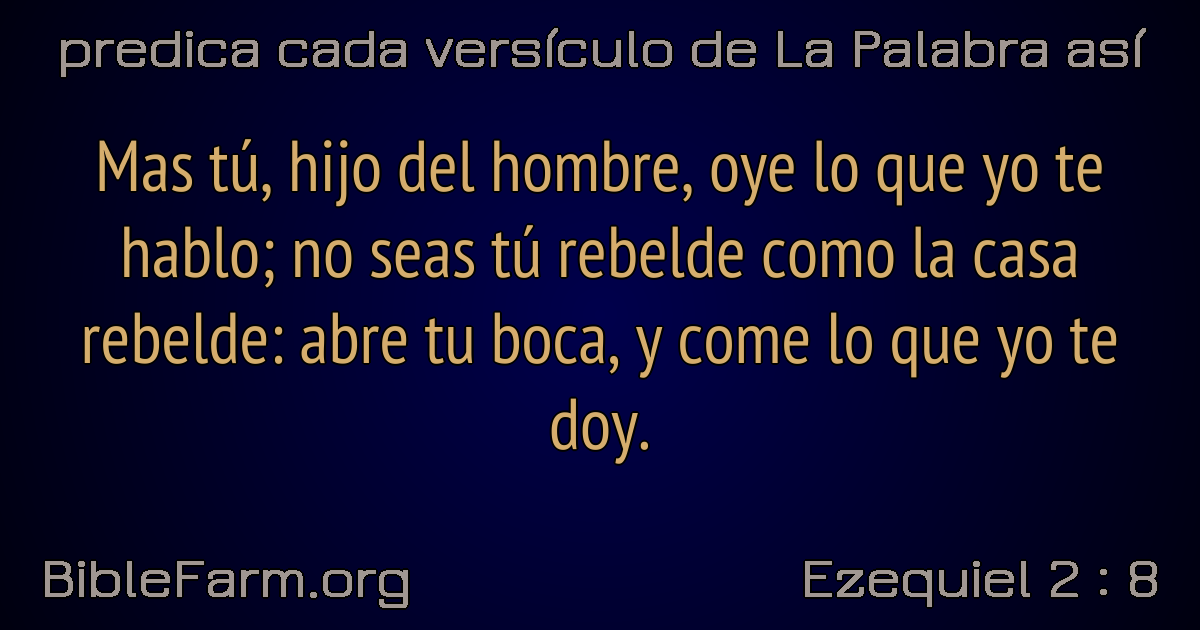 predica cada versículo de La Palabra así
Mas tú, hijo del hombre, oye lo que yo te
hablo; no seas tú rebelde como la casa
rebelde: abre tu boca, y come lo que yo te
doy.
BibleFarm.org
Ezequiel 2 : 8